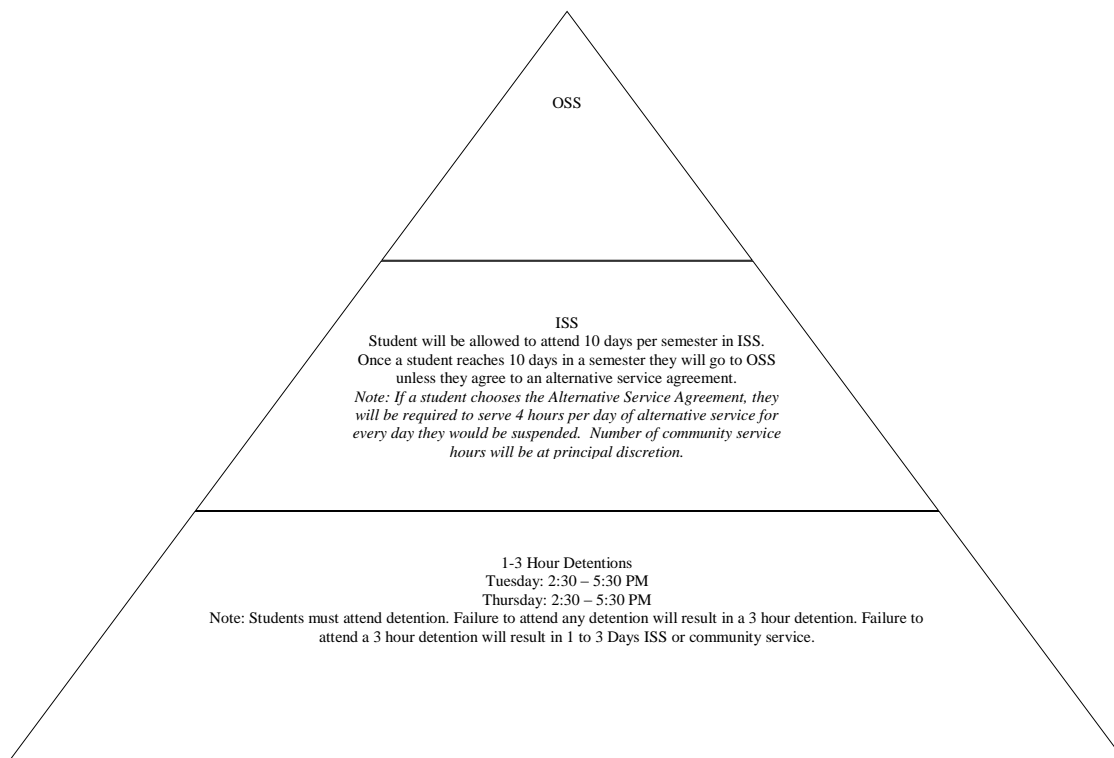 OSS
ISS
Student will be allowed to attend 10 days per semester in ISS.
Once a student reaches 10 days in a semester they will go to OSS
unless they agree to an alternative service agreement.
Note: If a student chooses the Alternative Service Agreement, they
will be required to serve 4 hours per day of alternative service for
every day they would be suspended.  Number of community service
hours will be at principal discretion.
1-3 Hour Detentions
Tuesday: 2:30 – 5:30 PM
Thursday: 2:30 – 5:30 PM
Note: Students must attend detention. Failure to attend any detention will result in a 3 hour detention. Failure to
attend a 3 hour detention will result in 1 to 3 Days ISS or community service.